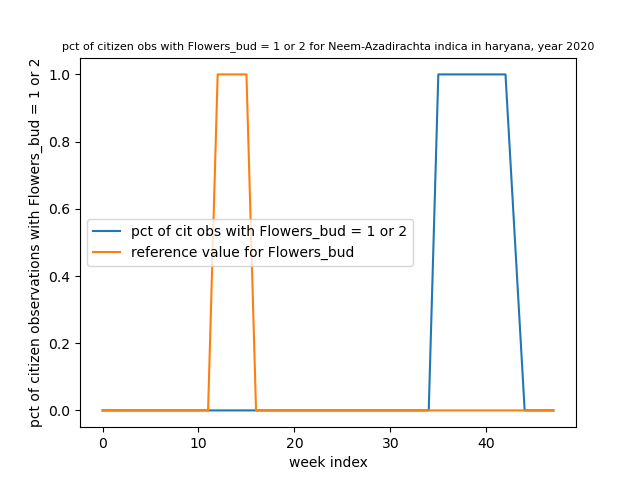 pct of citizen obs with Flowers_bud = 1 or 2 for Neem-Azadirachta indica in haryana, year 2020
pct of citizen observations with Flowers_bud = 1 or 2
1.0
0.8
0.6
0.4
0.2
0.0
pct of cit obs with Flowers_bud = 1 or 2
reference value for Flowers_bud
0 10 20 30 40
week index